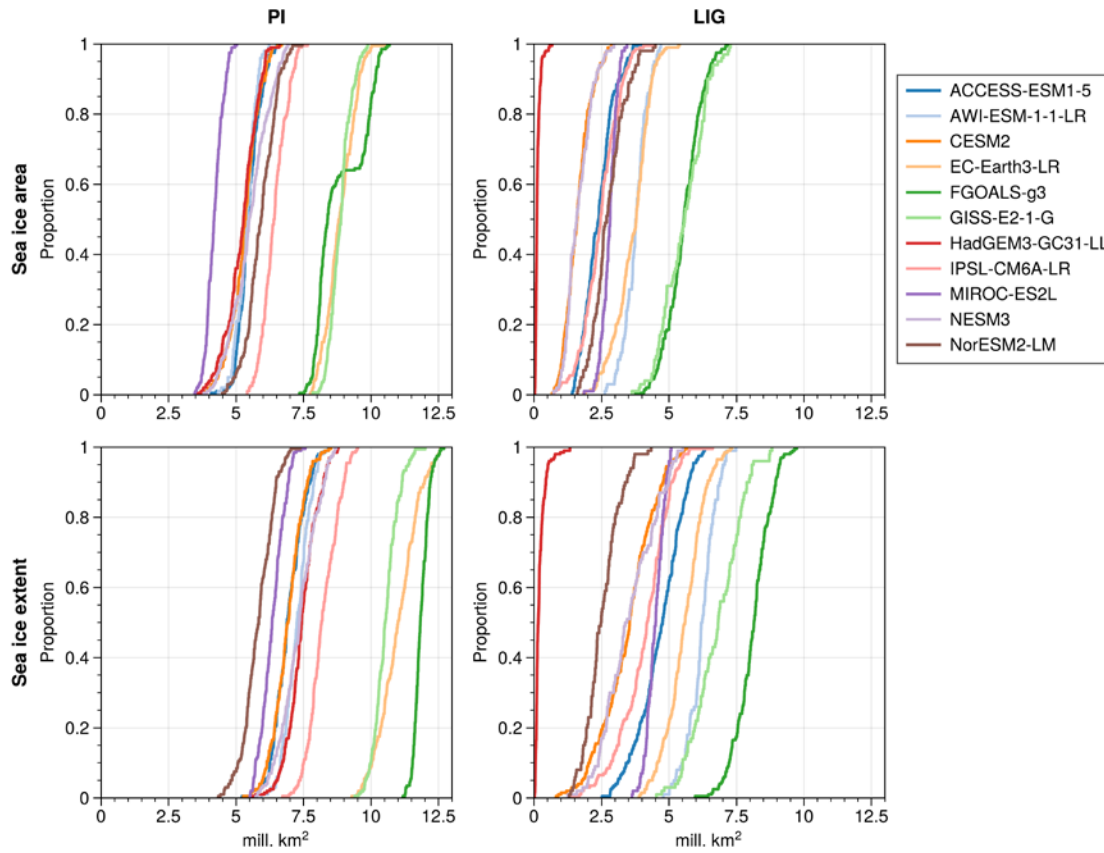 PI
LIG
Sea ice area
Proportion
1
0.8
0.6
0.4
0.2
0
0 2.5 5 7.5 10 12.5
Proportion
1
0.8
0.6
0.4
0.2
0
0 2.5 5 7.5 10 12.5
ACCESS-ESM1-5
AWI-ESM-1-1-LR
CESM2
EC-Earth3-LR
FGOALS-g3
GISS-E2-1-G
HadGEM3-GC31-LL
IPSL-CM6A-LR
MIROC-ES2L
NESM3
NorESM2-LM
Sea ice extent
Proportion
1
0.8
0.6
0.4
0.2
0
0 2.5 5 7.5 10 12.5
mill. km²
Proportion
1
0.8
0.6
0.4
0.2
0
0 2.5 5 7.5 10 12.5
mill. km²